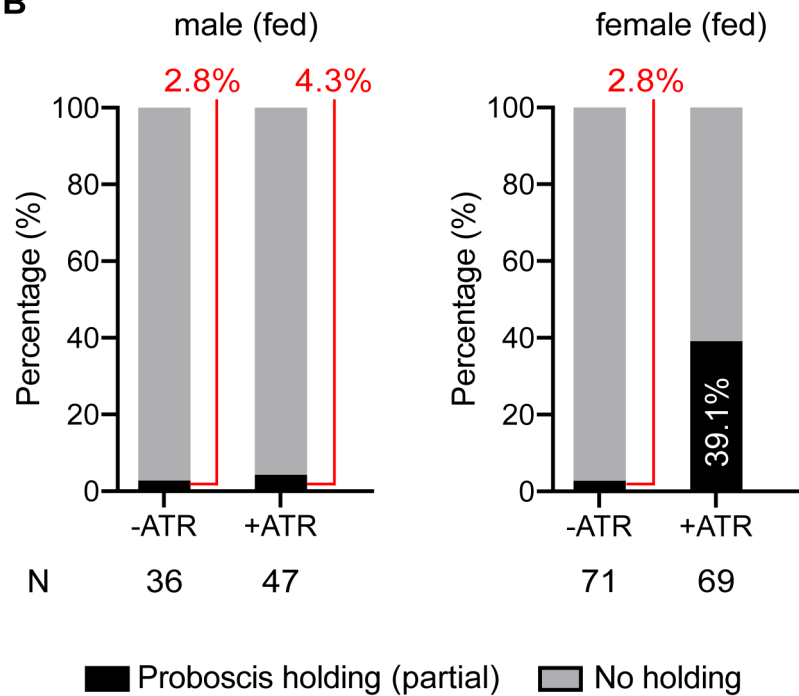 B
male (fed)
female (fed)
2.8%
4.3%
2.8%
100
80
60
40
20
0
Percentage (%)
-ATR
+ATR
100
80
60
40
20
0
Percentage (%)
39.1%
-ATR
+ATR
N
36
47
71
69
Proboscis holding (partial)
No holding